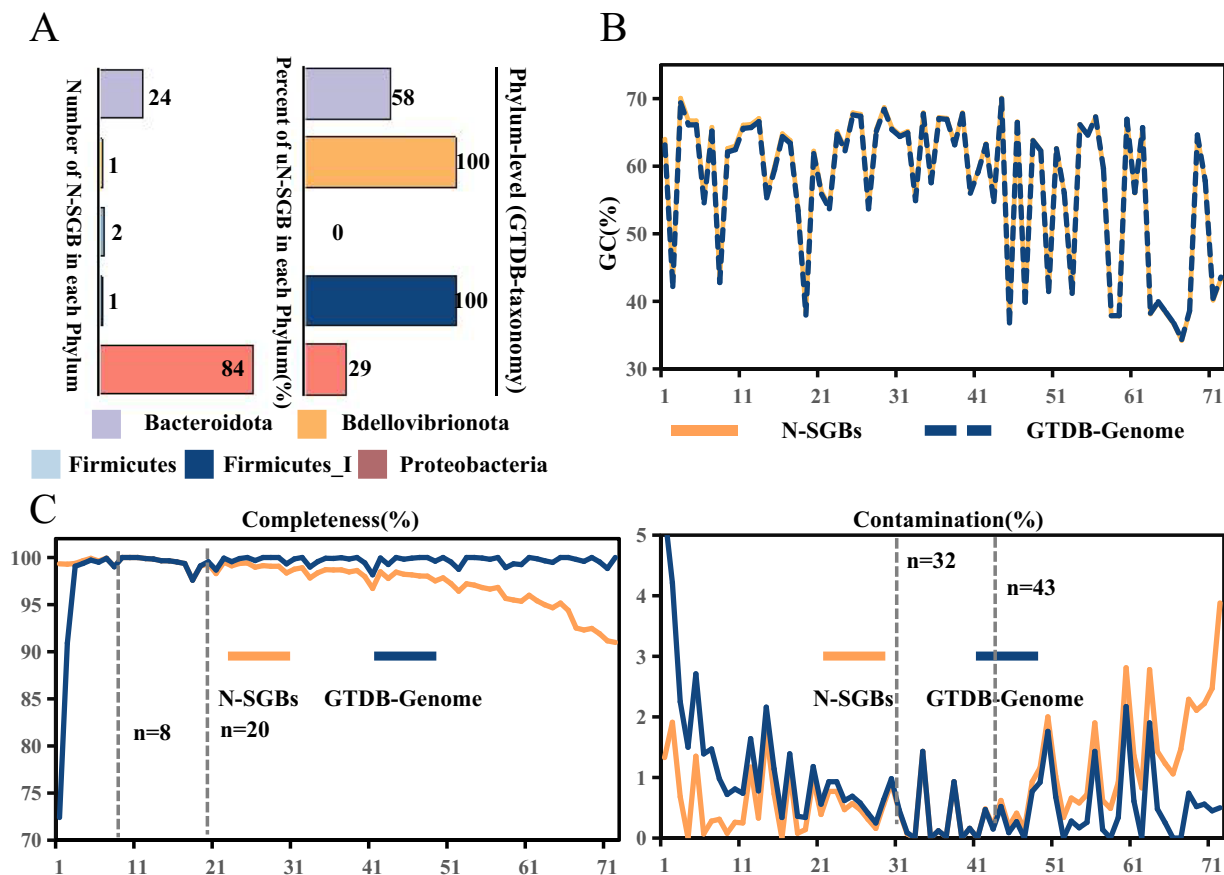 A
Number of N-SGB in each Phylum
24
1
2
1
84
Percent of uN-SGB in each Phylum(%)
58
100
0
100
29
Phylum-level (GTDB-taxonomy)
Bacteroidota
Bdellovibrionota
Firmicutes
Firmicutes_I
Proteobacteria
B
GC(%)
70
60
50
40
30
1 11 21 31 41 51 61 71
N-SGBs
GTDB-Genome
C
Completeness(%)
100
95
90
85
80
75
70
N-SGBs
GTDB-Genome
n=8
n=20
1 11 21 31 41 51 61 71
Contamination(%)
5
4
3
2
1
0
n=32
n=43
N-SGBs
GTDB-Genome
1 11 21 31 41 51 61 71